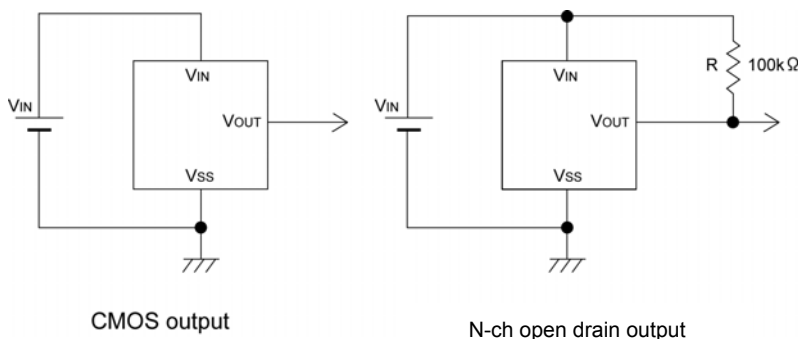 VIN
VIN
VOUT
VSS
CMOS output
VIN
VIN
VOUT
VSS
R 100kΩ
N-ch open drain output